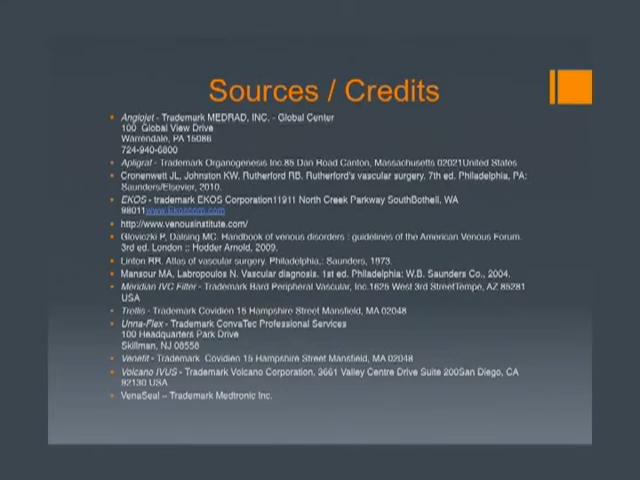 Sources / Credits
Angiojet - Trademark MEDRAD, INC. - Global Center
100 Global View Drive
Warrendale, PA 15086
724-940-6800
Apligraf - Trademark Organogenesis Inc.85 Dan Road Canton, Massachusetts 02021United States
Cronenwett JL, Johnston KW. Rutherford RB. Rutherford's vascular surgery. 7th ed. Philadelphia, PA:
Saunders/Elsevier, 2010.
EKOS - trademark EKOS Corporation11911 North Creek Parkway SouthBothell, WA
98011www.Ekoscorp.com
http://www.venousinstitute.com/
Gloviczki P, Dalsing MC. Handbook of venous disorders : guidelines of the American Venous Forum.
3rd ed. London :: Hodder Arnold, 2009.
Linton RR. Atlas of vascular surgery. Philadelphia,: Saunders, 1973.
Mansour MA, Labropoulos N. Vascular diagnosis. 1st ed. Philadelphia: W.B. Saunders Co., 2004.
Meridian IVC Filter - Trademark Bard Peripheral Vascular, Inc.1625 West 3rd StreetTempe, AZ 85281
USA
Trellis - Trademark Covidien 15 Hampshire Street Mansfield, MA 02048
Unna-Flex - Trademark ConvaTec Professional Services
100 Headquarters Park Drive
Skillman, NJ 08558
Venefit - Trademark Covidien 15 Hampshire Street Mansfield, MA 02048
Volcano IVUS - Trademark Volcano Corporation, 3661 Valley Centre Drive Suite 200San Diego, CA
92130 USA
VenaSeal – Trademark Medtronic Inc.